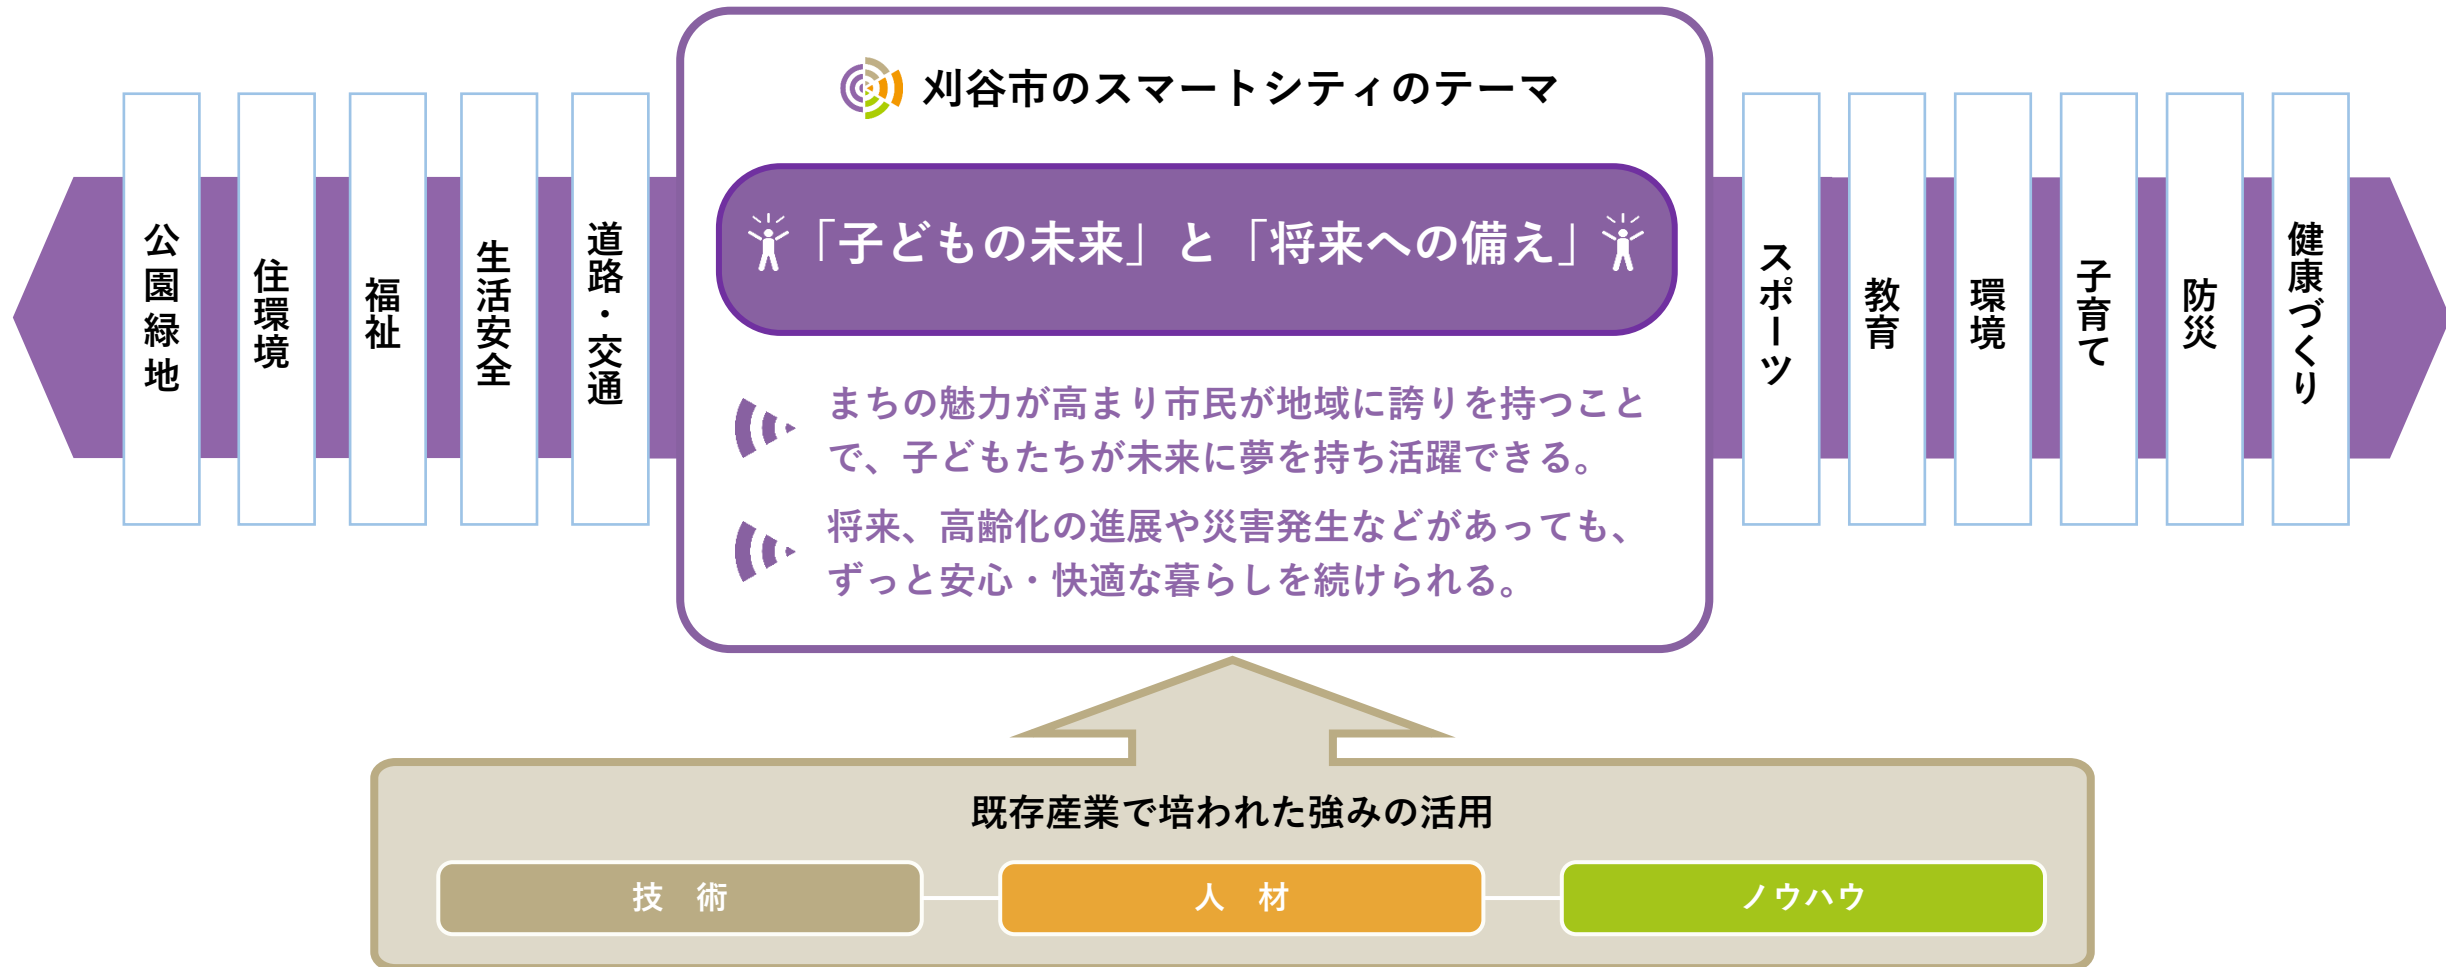 刈谷市のスマートシティのテーマ
「子どもの未来」と「将来への備え」
まちの魅力が高まり市民が地域に誇りを持つこと
で、子どもたちが未来に夢を持ち活躍できる。
将来、高齢化の進展や災害発生などがあっても、
ずっと安心・快適な暮らしを続けられる。
公園緑地
住環境
福祉
生活安全
道路・交通
スポーツ
教育
環境
子育て
防災
健康づくり
既存産業で培われた強みの活用
技　術
人　材
ノウハウ